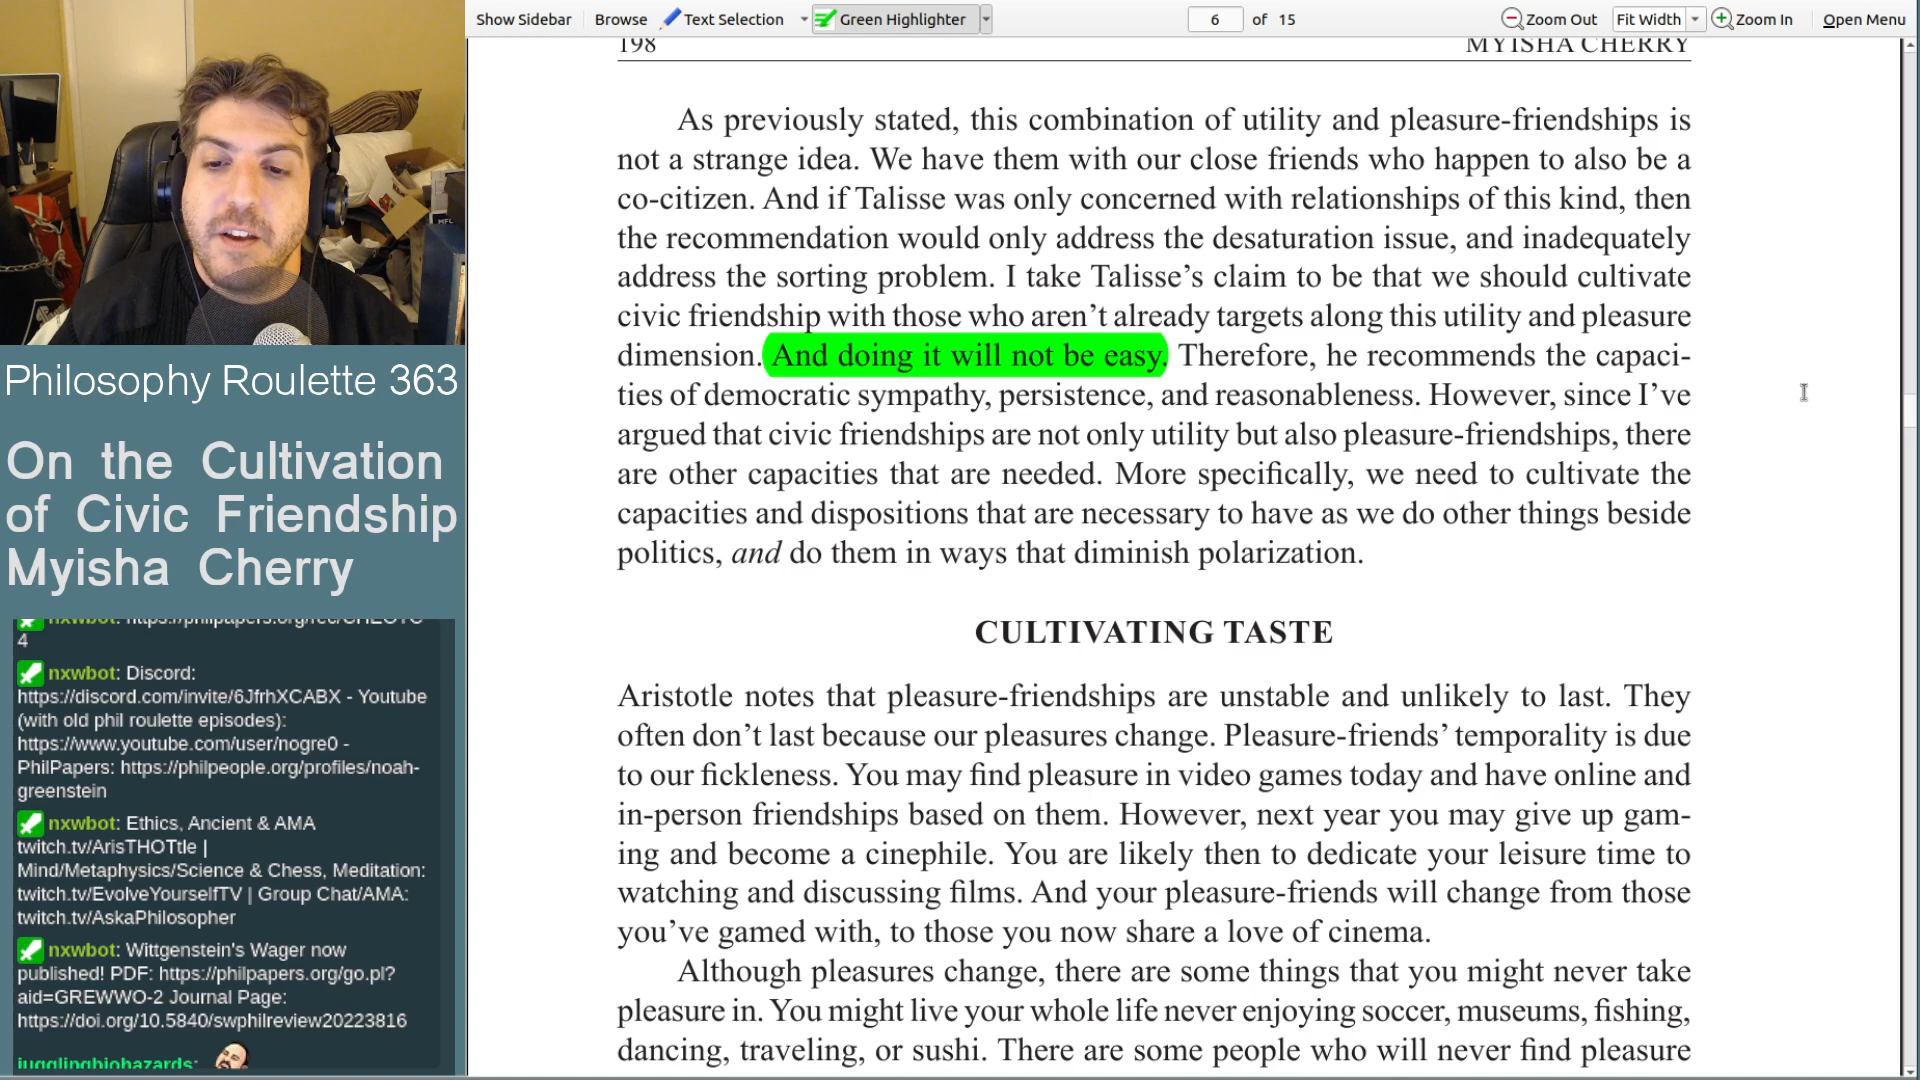 Show Sidebar Browse Text Selection Green Highlighter 6 of 15 Zoom Out Fit Width Zoom In Open Menu
198 MYISHA CHERRY
As previously stated, this combination of utility and pleasure-friendships is
not a strange idea. We have them with our close friends who happen to also be a
co-citizen. And if Talisse was only concerned with relationships of this kind, then
the recommendation would only address the desaturation issue, and inadequately
address the sorting problem. I take Talisse’s claim to be that we should cultivate
civic friendship with those who aren’t already targets along this utility and pleasure
dimension. And doing it will not be easy. Therefore, he recommends the capaci-
ties of democratic sympathy, persistence, and reasonableness. However, since I’ve
argued that civic friendships are not only utility but also pleasure-friendships, there
are other capacities that are needed. More specifically, we need to cultivate the
capacities and dispositions that are necessary to have as we do other things beside
politics, and do them in ways that diminish polarization.
CULTIVATING TASTE
Aristotle notes that pleasure-friendships are unstable and unlikely to last. They
often don’t last because our pleasures change. Pleasure-friends’ temporality is due
to our fickleness. You may find pleasure in video games today and have online and
in-person friendships based on them. However, next year you may give up gam-
ing and become a cinephile. You are likely then to dedicate your leisure time to
watching and discussing films. And your pleasure-friends will change from those
you’ve gamed with, to those you now share a love of cinema.
Although pleasures change, there are some things that you might never take
pleasure in. You might live your whole life never enjoying soccer, museums, fishing,
dancing, traveling, or sushi. There are some people who will never find pleasure
Philosophy Roulette 363
On the Cultivation
of Civic Friendship
Myisha Cherry
nxwbot: https://philpapers.org/rec/CHEOTC-
4
nxwbot: Discord:
https://discord.com/invite/6JfrhXCABX - Youtube
(with old phil roulette episodes):
https://www.youtube.com/user/nogre0 -
PhilPapers: https://philpeople.org/profiles/noah-
greenstein
nxwbot: Ethics, Ancient & AMA
twitch.tv/ArisTHOTtle |
Mind/Metaphysics/Science & Chess, Meditation:
twitch.tv/EvolveYourselfTV | Group Chat/AMA:
twitch.tv/AskaPhilosopher
nxwbot: Wittgenstein's Wager now
published! PDF: https://philpapers.org/go.pl?
aid=GREWWO-2 Journal Page:
https://doi.org/10.5840/swphilreview20223816
jugglingbiohazards: